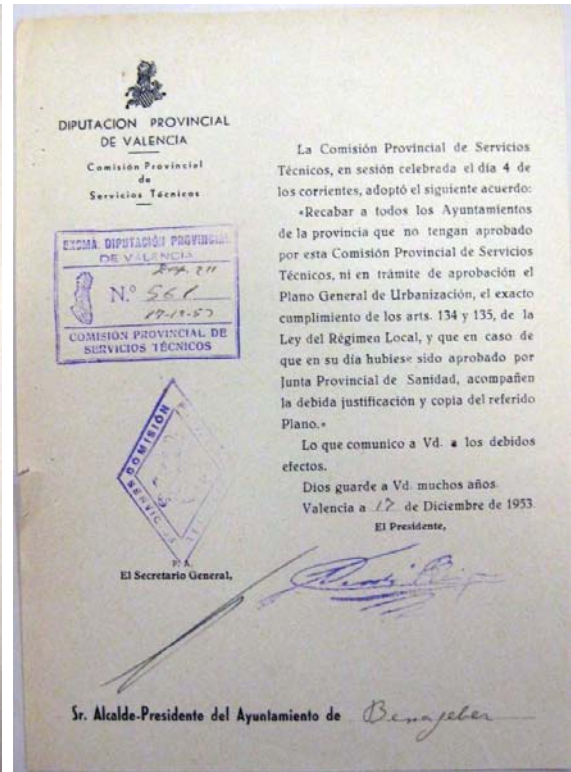 DIPUTACION PROVINCIAL
DE VALENCIA
Comisión Provincial
de
Servicios Técnicos
EXCMA. DIPUTACIÓN PROVINCIAL
DE VALENCIA
N.º 561
17-12-53
COMISIÓN PROVINCIAL DE
SERVICIOS TÉCNICOS
La Comisión Provincial de Servicios
Técnicos, en sesión celebrada el día 4 de
los corrientes, adoptó el siguiente acuerdo:
«Recabar a todos los Ayuntamientos
de la provincia que no tengan aprobado
por esta Comisión Provincial de Servicios
Técnicos, ni en trámite de aprobación el
Plano General de Urbanización, el exacto
cumplimiento de los arts. 134 y 135, de la
Ley del Régimen Local, y que en caso de
que en su día hubiese sido aprobado por
Junta Provincial de Sanidad, acompañen
la debida justificación y copia del referido
Plano.»
Lo que comunico a Vd. a los debidos
efectos.
Dios guarde a Vd. muchos años.
Valencia a 17 de Diciembre de 1953
El Presidente,
COMISIÓN
P. A.
El Secretario General,
Sr. Alcalde-Presidente del Ayuntamiento de Benageber